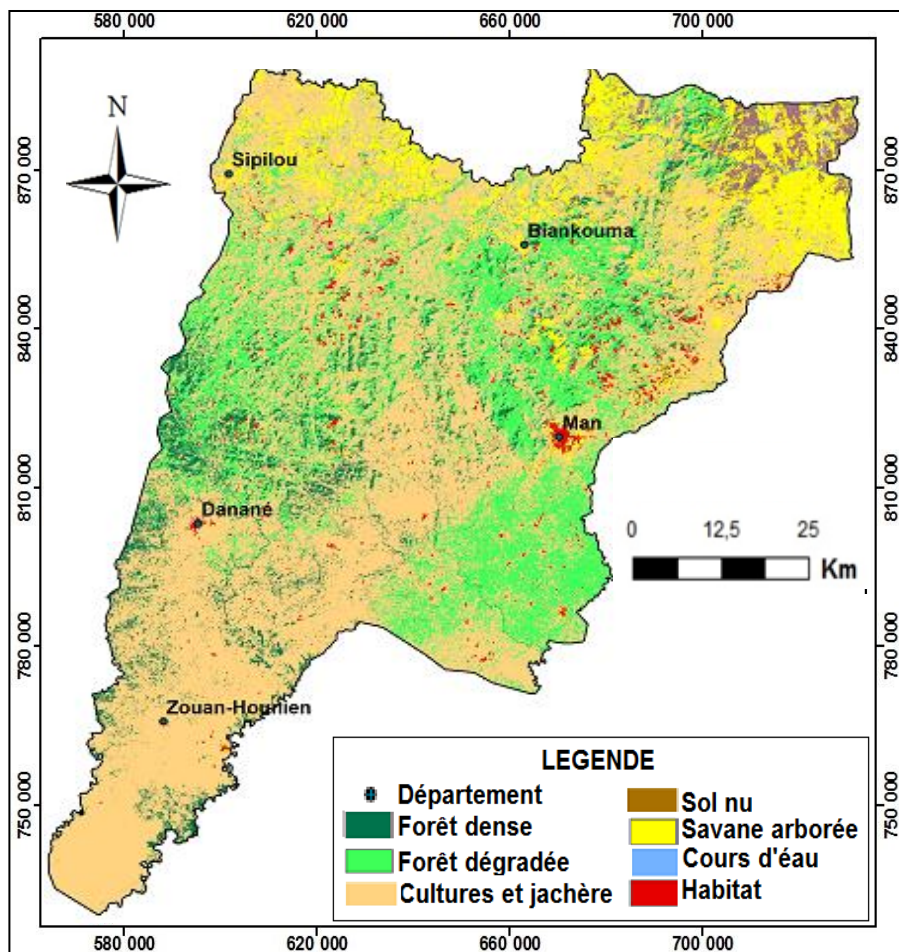 580 000 620 000 660 000 700 000
N
870 000
870 000
Sipilou
Biankouma
840 000
840 000
Man
810 000
810 000
Danané
0 12,5 25
Km
780 000
780 000
Zouan-Hounien
750 000
750 000
LEGENDE
Département
Forêt dense
Forêt dégradée
Cultures et jachère
Sol nu
Savane arborée
Cours d'éau
Habitat
580 000 620 000 660 000 700 000